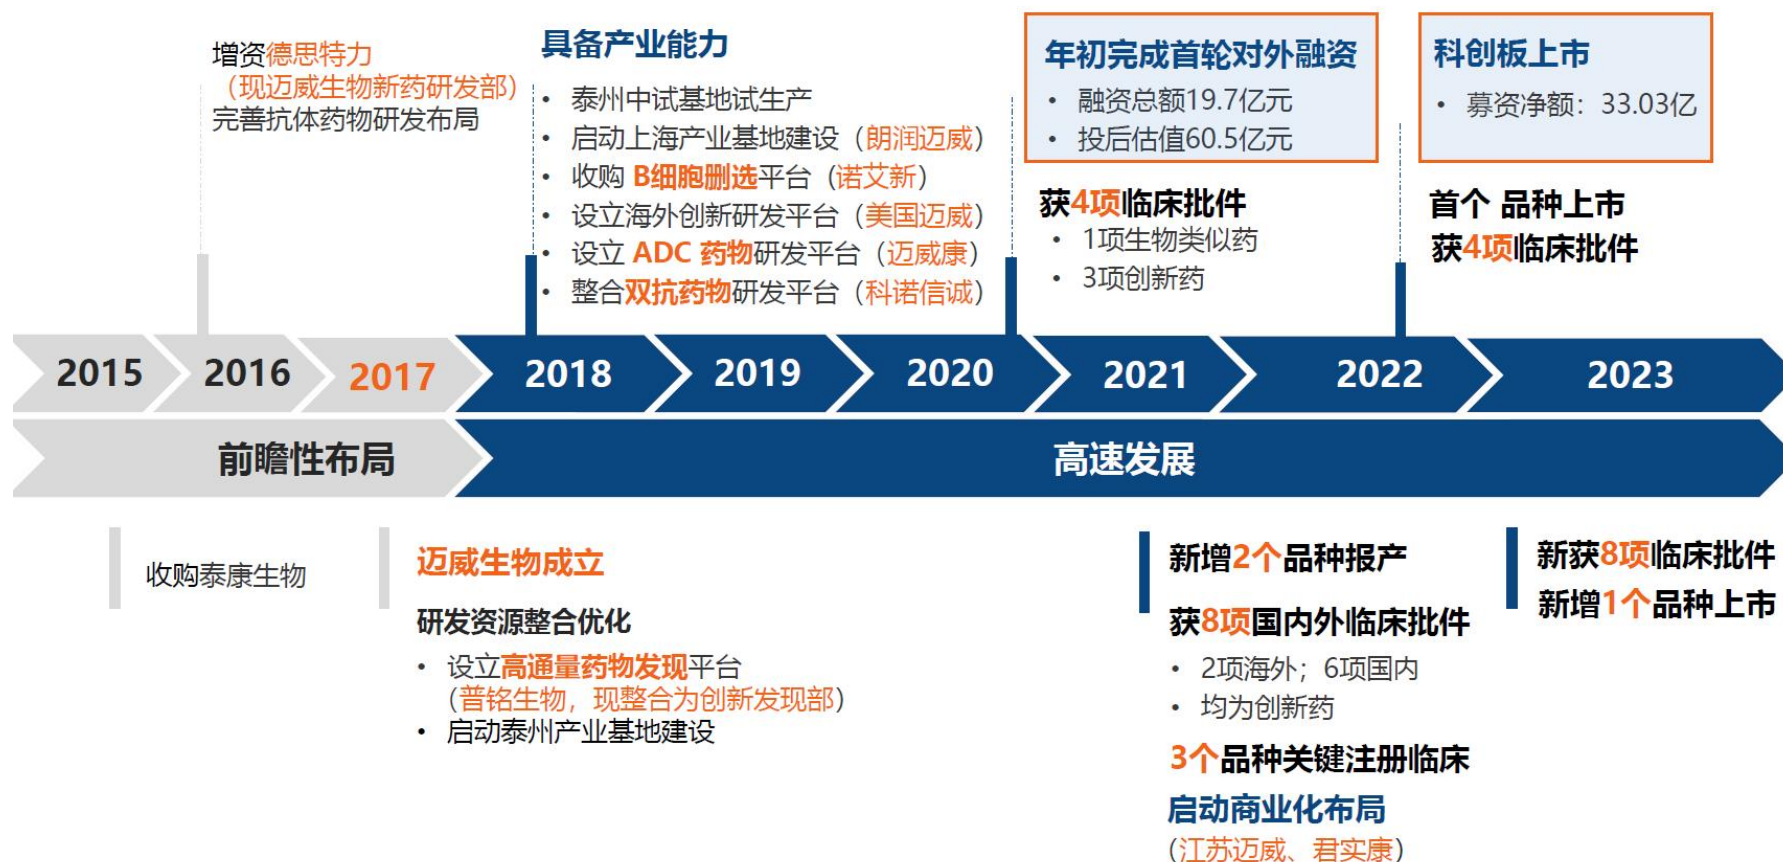 增资德思特力
（现迈威生物新药研发部）
完善抗体药物研发布局
具备产业能力
• 泰州中试基地试生产
• 启动上海产业基地建设（朗润迈威）
• 收购 B细胞删选平台（诺艾新）
• 设立海外创新研发平台（美国迈威）
• 设立 ADC 药物研发平台（迈威康）
• 整合双抗药物研发平台（科诺信诚）
年初完成首轮对外融资
• 融资总额19.7亿元
• 投后估值60.5亿元
获4项临床批件
• 1项生物类似药
• 3项创新药
科创板上市
• 募资净额：33.03亿
首个 品种上市
获4项临床批件
2015 2016 2017 2018 2019 2020 2021 2022 2023
前瞻性布局 高速发展
收购泰康生物
迈威生物成立
研发资源整合优化
• 设立高通量药物发现平台
（普铭生物，现整合为创新发现部）
• 启动泰州产业基地建设
新增2个品种报产
获8项国内外临床批件
• 2项海外；6项国内
• 均为创新药
3个品种关键注册临床
启动商业化布局
（江苏迈威、君实康）
新获8项临床批件
新增1个品种上市